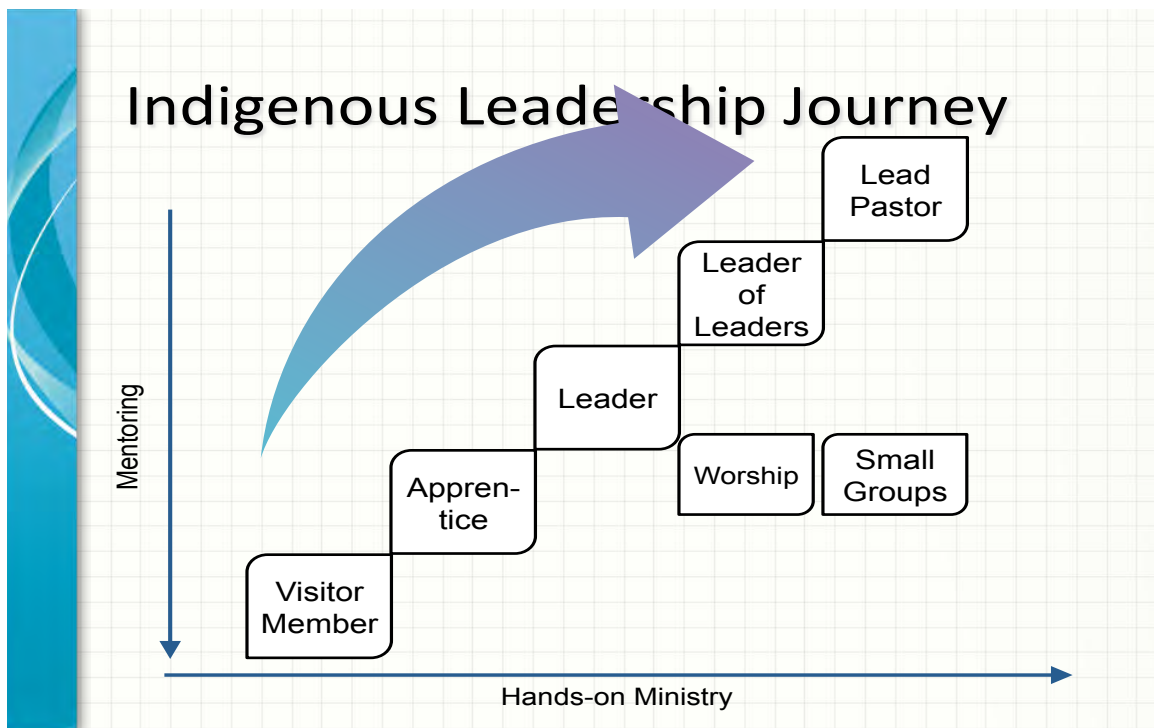 Indigenous Leadership Journey
Lead
Pastor
Leader
of
Leaders
Leader
Worship
Small
Groups
Appren-
tice
Visitor
Member
Mentoring
Hands-on Ministry